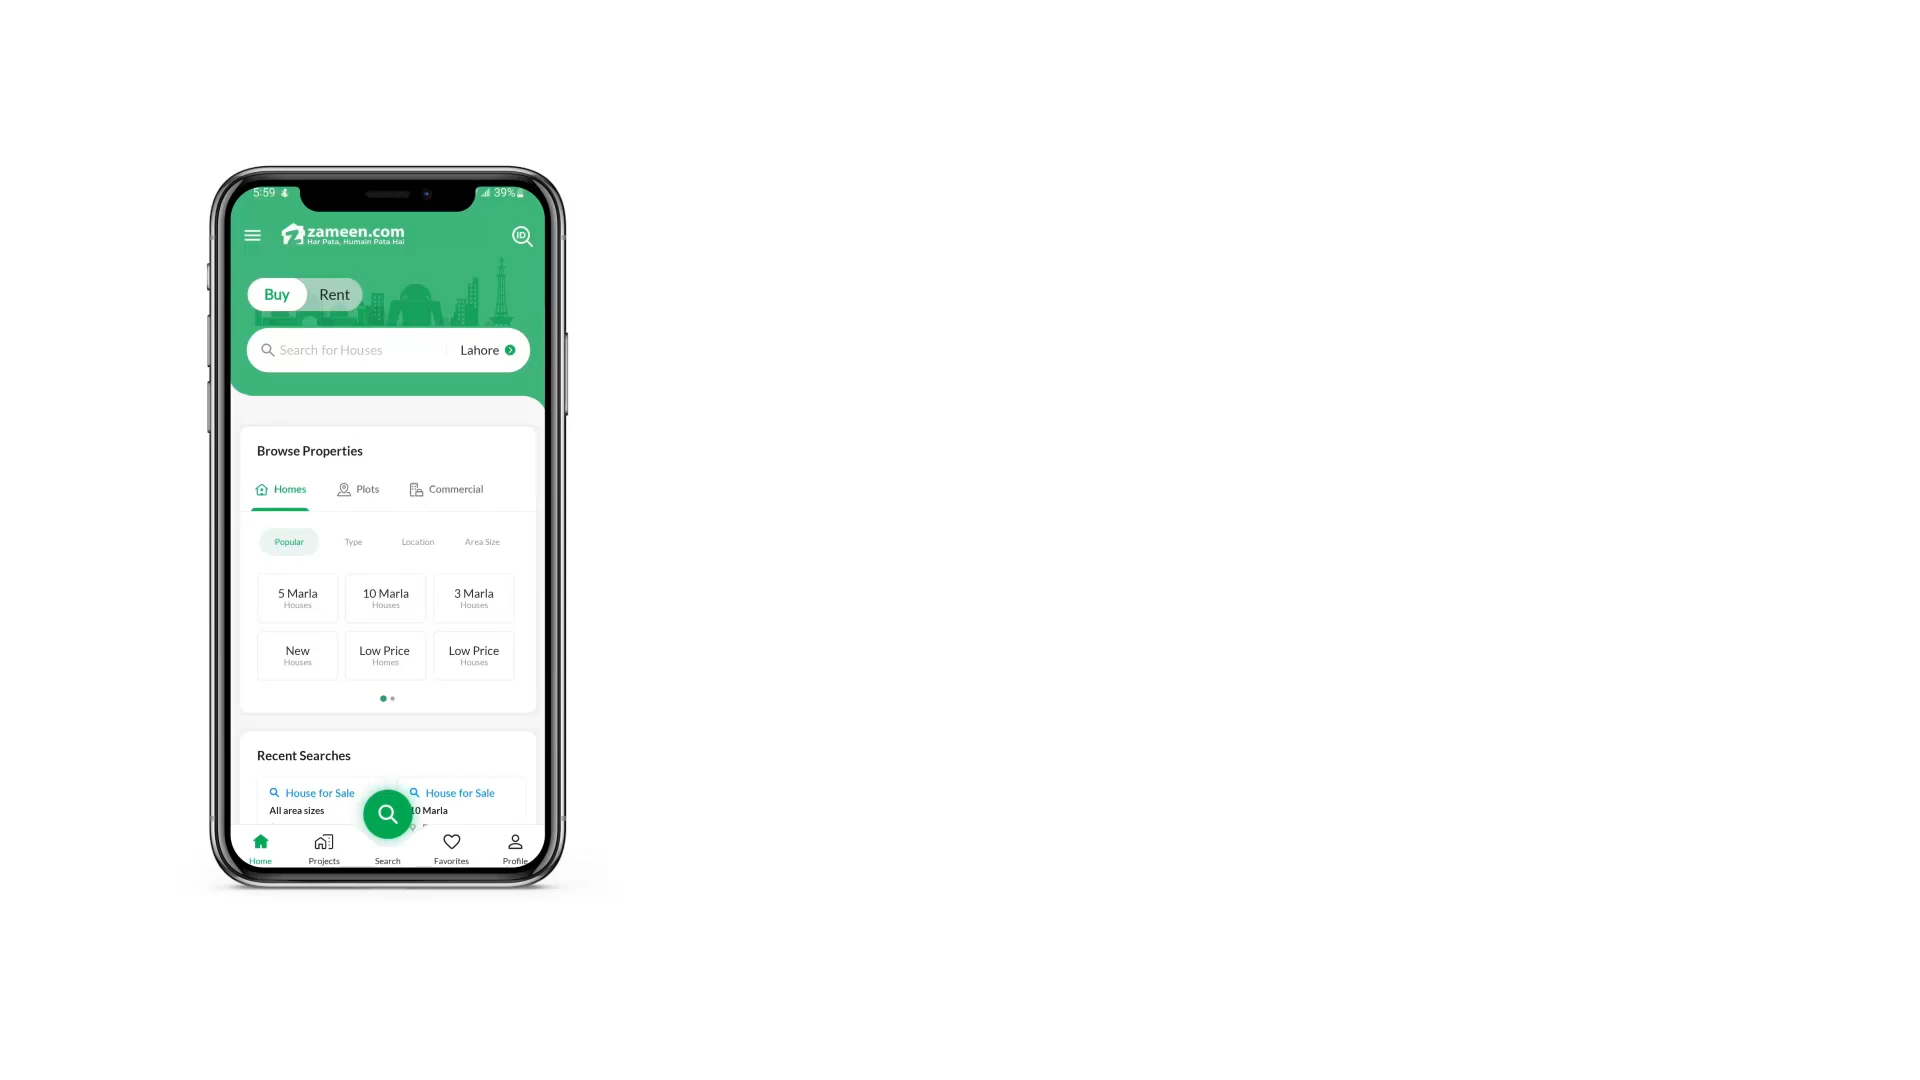 5:59
39%
zameen.com
Har Pata, Humain Pata Hai
ID
Buy Rent
Search for Houses Lahore
Browse Properties
Homes Plots Commercial
Popular Type Location Area Size
5 Marla 10 Marla 3 Marla
Houses Houses Houses
New Low Price Low Price
Houses Homes Houses
Recent Searches
House for Sale House for Sale
All area sizes 10 Marla
Home Projects Search Favorites Profile